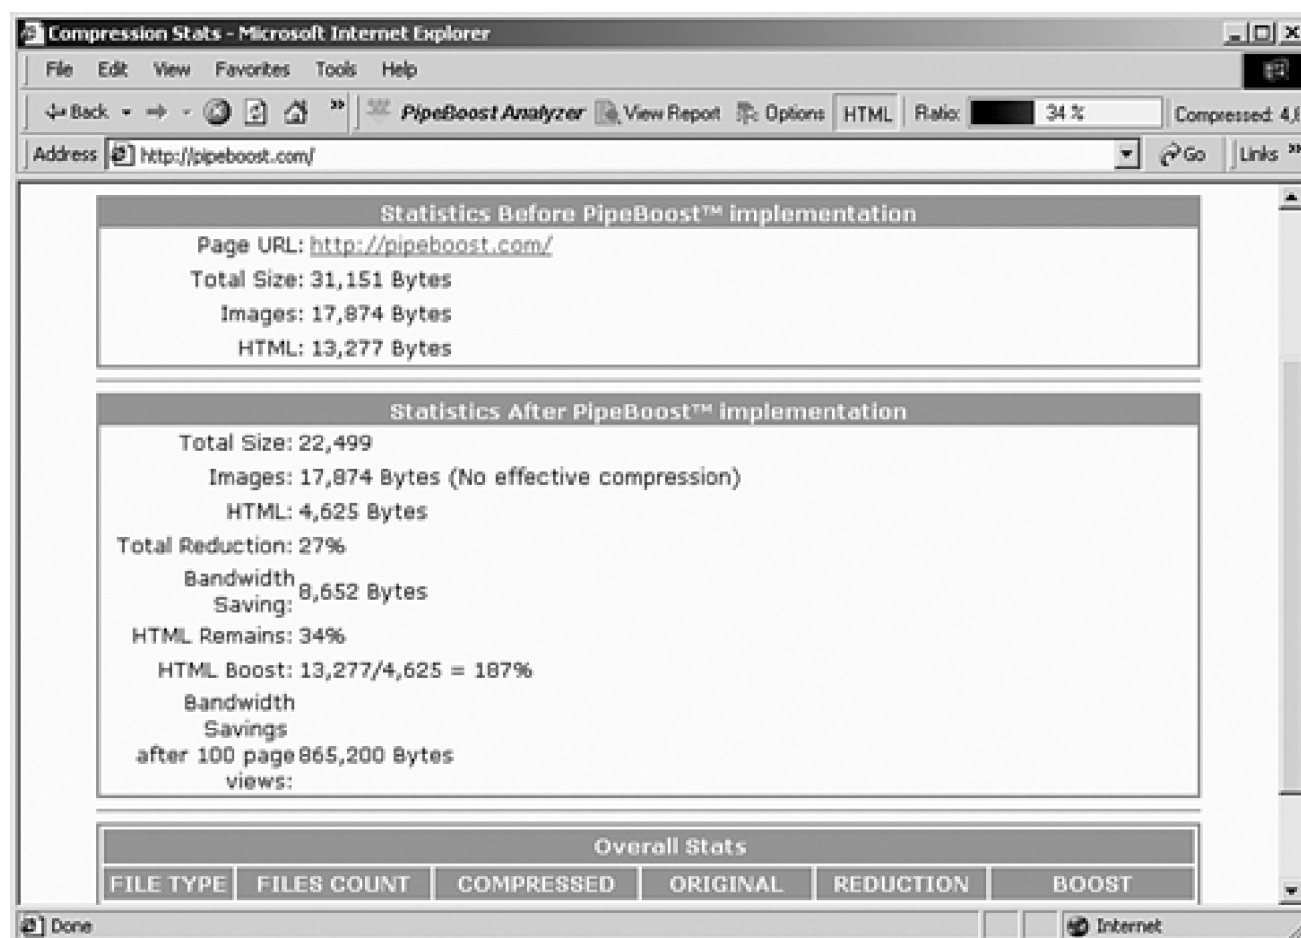 Compression Stats - Microsoft Internet Explorer
File Edit View Favorites Tools Help
Back » PipeBoost Analyzer View Report Options HTML Ratio: 34 % Compressed: 4,6
Address http://pipeboost.com/ Go Links »
Statistics Before PipeBoost™ implementation
Page URL: http://pipeboost.com/
Total Size: 31,151 Bytes
Images: 17,874 Bytes
HTML: 13,277 Bytes
Statistics After PipeBoost™ implementation
Total Size: 22,499
Images: 17,874 Bytes (No effective compression)
HTML: 4,625 Bytes
Total Reduction: 27%
Bandwidth
Saving: 8,652 Bytes
HTML Remains: 34%
HTML Boost: 13,277/4,625 = 187%
Bandwidth
Savings
after 100 page 865,200 Bytes
views:
Overall Stats
FILE TYPE FILES COUNT COMPRESSED ORIGINAL REDUCTION BOOST
Done Internet